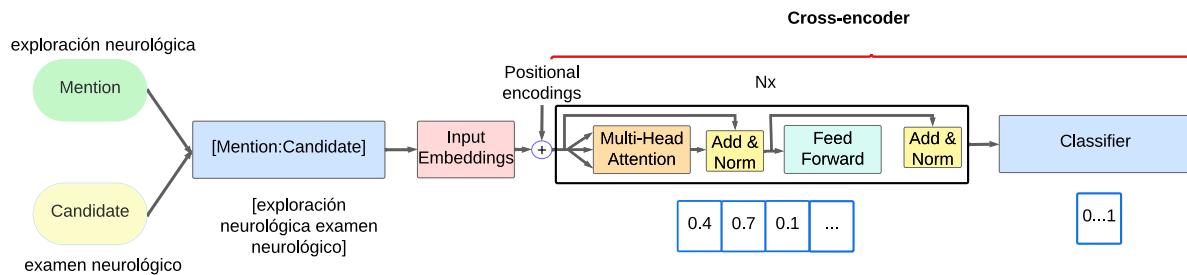 Cross-encoder
exploración neurológica
Mention
Candidate
examen neurológico
[Mention:Candidate]
[exploración
neurológica examen
neurológico]
Input
Embeddings
Positional
encodings
+
Nx
Multi-Head
Attention
Add &
Norm
Feed
Forward
Add &
Norm
0.4 0.7 0.1 ...
Classifier
0...1